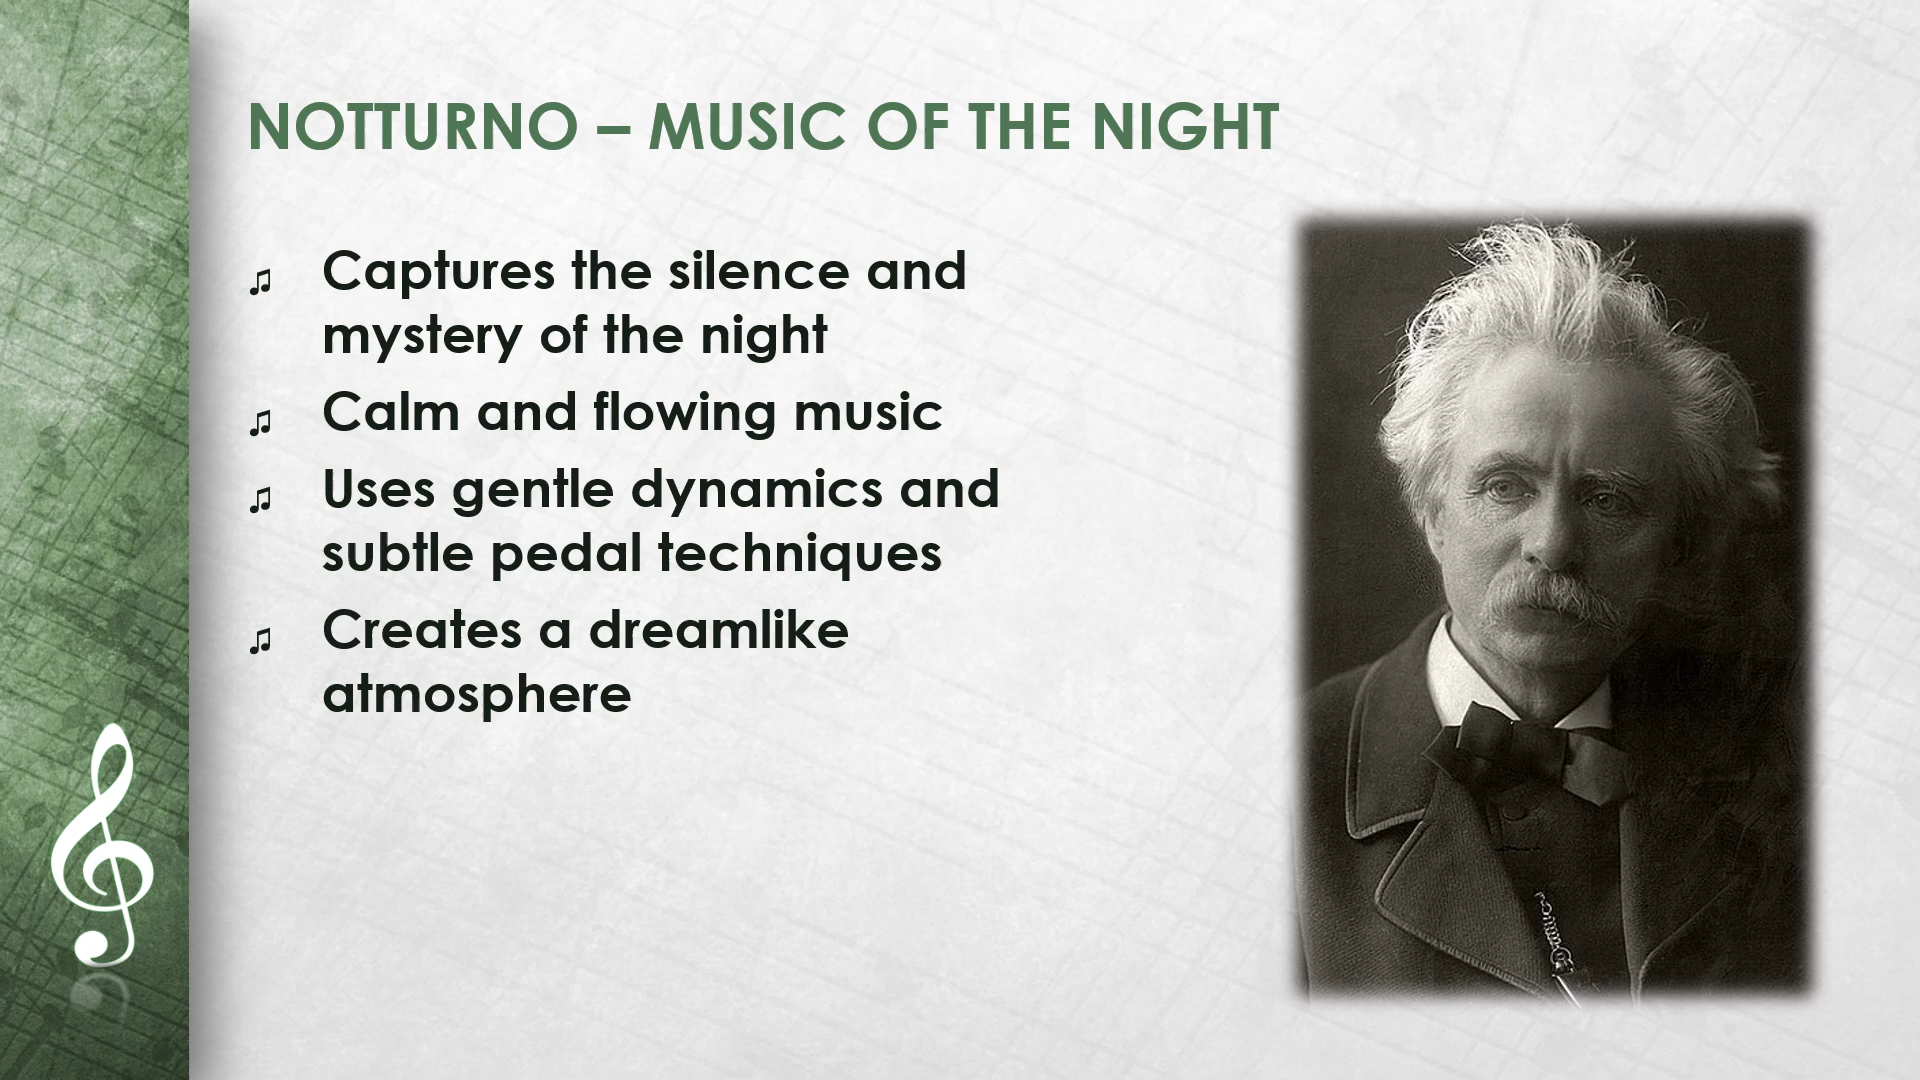 NOTTURNO – MUSIC OF THE NIGHT
♫ Captures the silence and
mystery of the night
♫ Calm and flowing music
♫ Uses gentle dynamics and
subtle pedal techniques
♫ Creates a dreamlike
atmosphere